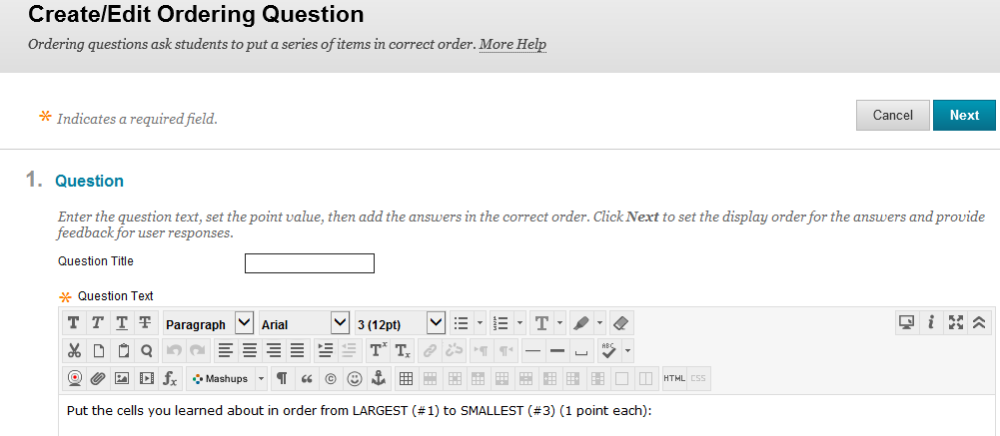 Create/Edit Ordering Question
Ordering questions ask students to put a series of items in correct order. More Help
* Indicates a required field.
Cancel
Next
1. Question
Enter the question text, set the point value, then add the answers in the correct order. Click Next to set the display order for the answers and provide
feedback for user responses.
Question Title
* Question Text
T T T T Paragraph Arial 3 (12pt) T
Tx Tx ABC
fx Mashups ¶ “ © HTML CSS
Put the cells you learned about in order from LARGEST (#1) to SMALLEST (#3) (1 point each):